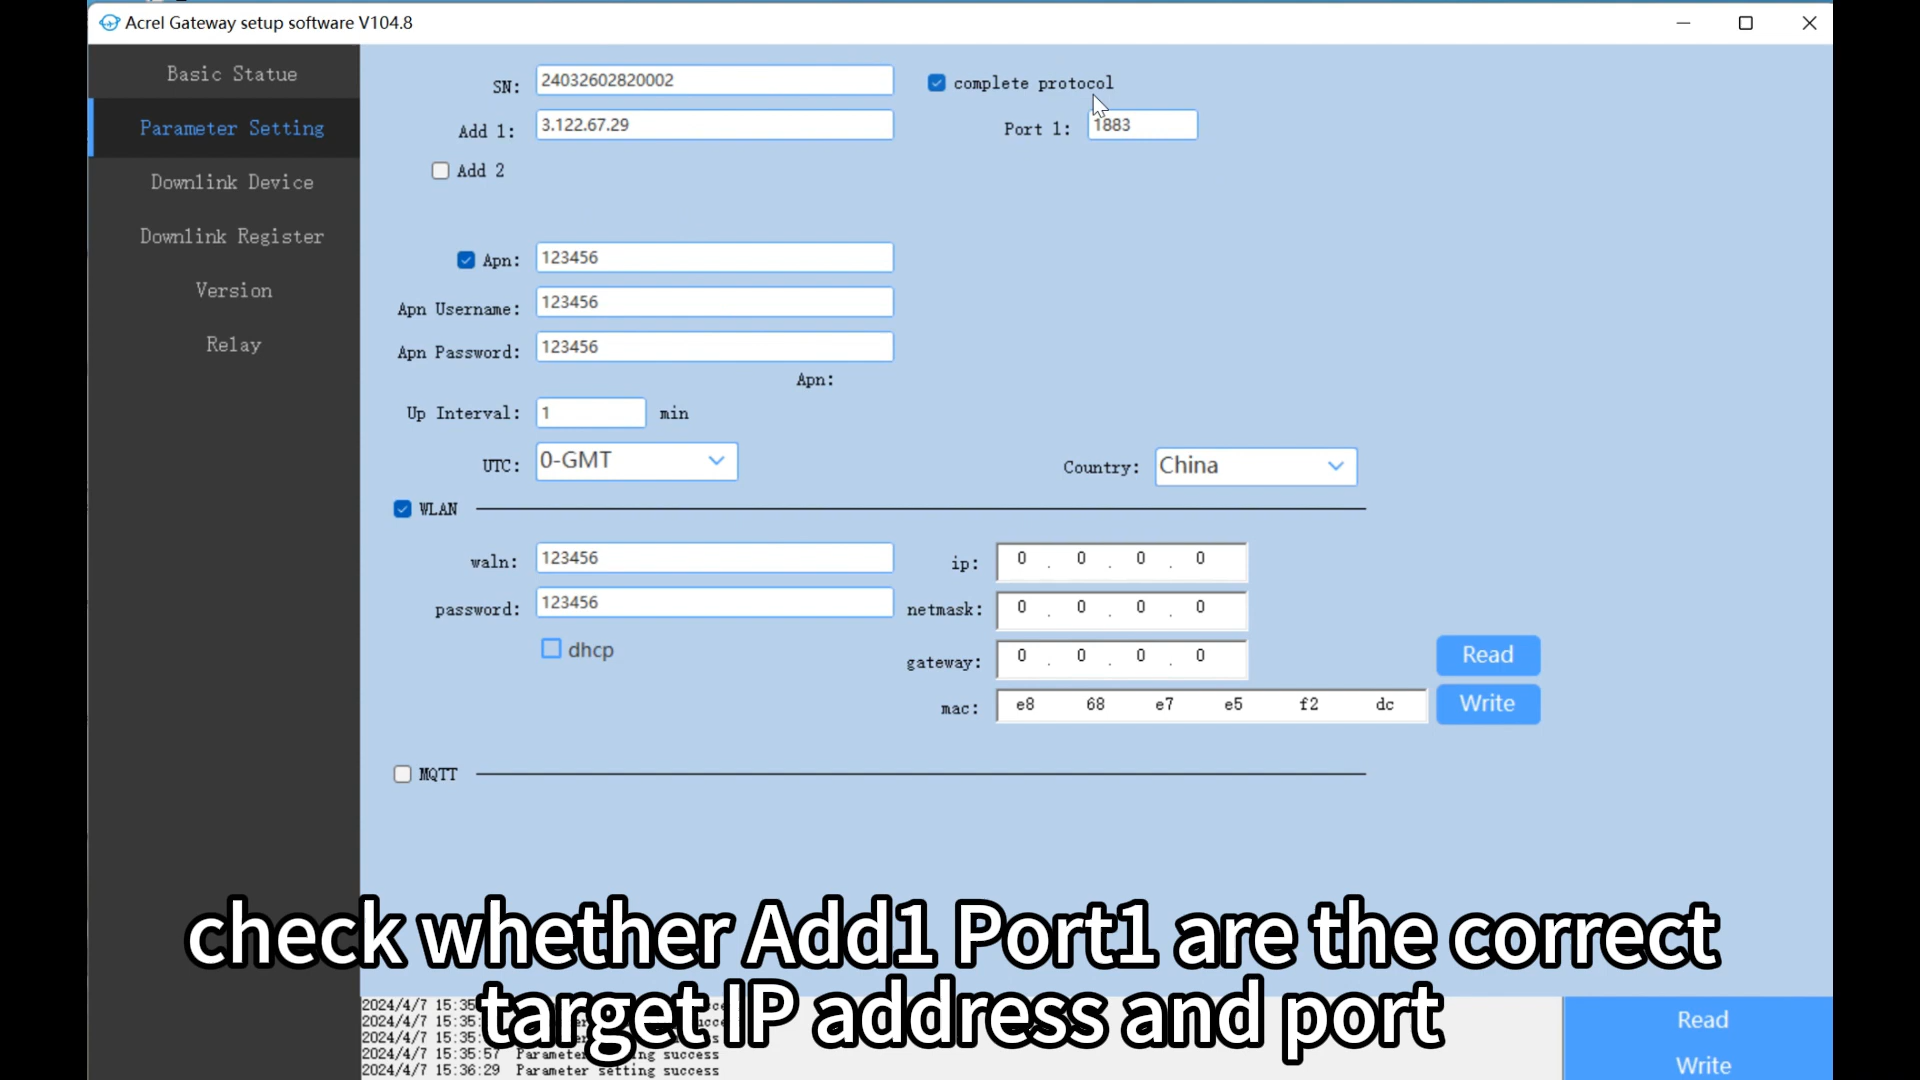 Acrel Gateway setup software V104.8
Basic Statue
Parameter Setting
Downlink Device
Downlink Register
Version
Relay
SN: 24032602820002
complete protocol
Add 1: 3.122.67.29
Port 1: 1883
Add 2
Apn: 123456
Apn Username: 123456
Apn Password: 123456
Apn:
Up Interval: 1 min
UTC: 0-GMT
Country: China
WLAN
waln: 123456
ip: 0 . 0 . 0 . 0
password: 123456
netmask: 0 . 0 . 0 . 0
dhcp
gateway: 0 . 0 . 0 . 0
Read
mac: e8 68 e7 e5 f2 dc
Write
MQTT
check whether Add1 Port1 are the correct
target IP address and port
2024/4/7 15:35
2024/4/7 15:35:
2024/4/7 15:35:
2024/4/7 15:35:57 Parameter setting success
2024/4/7 15:36:29 Parameter setting success
Read
Write